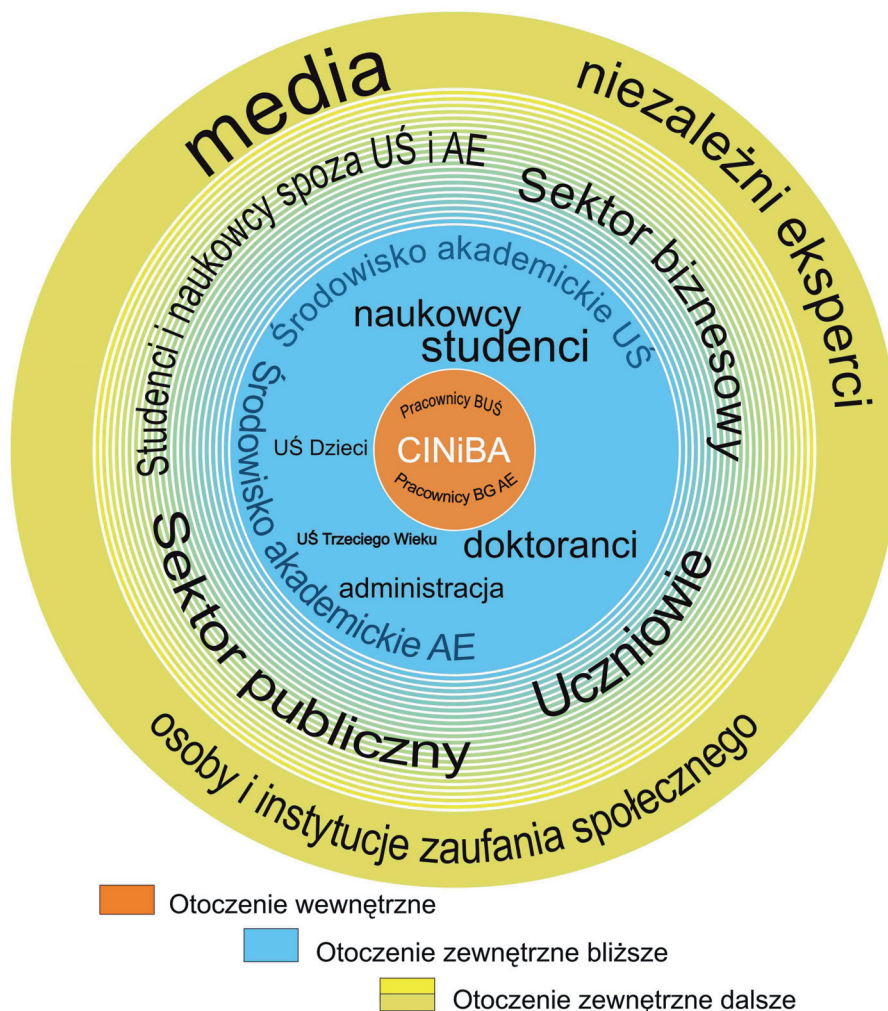 media
niezależni eksperci
Studenci i naukowcy spoza UŚ i AE
Sektor biznesowy
Środowisko akademickie UŚ
naukowcy
studenci
Pracownicy BUŚ
UŚ Dzieci
CINiBA
Pracownicy BG AE
UŚ Trzeciego Wieku
doktoranci
administracja
Środowisko akademickie AE
Sektor publiczny
Uczniowie
osoby i instytucje zaufania społecznego
Otoczenie wewnętrzne
Otoczenie zewnętrzne bliższe
Otoczenie zewnętrzne dalsze